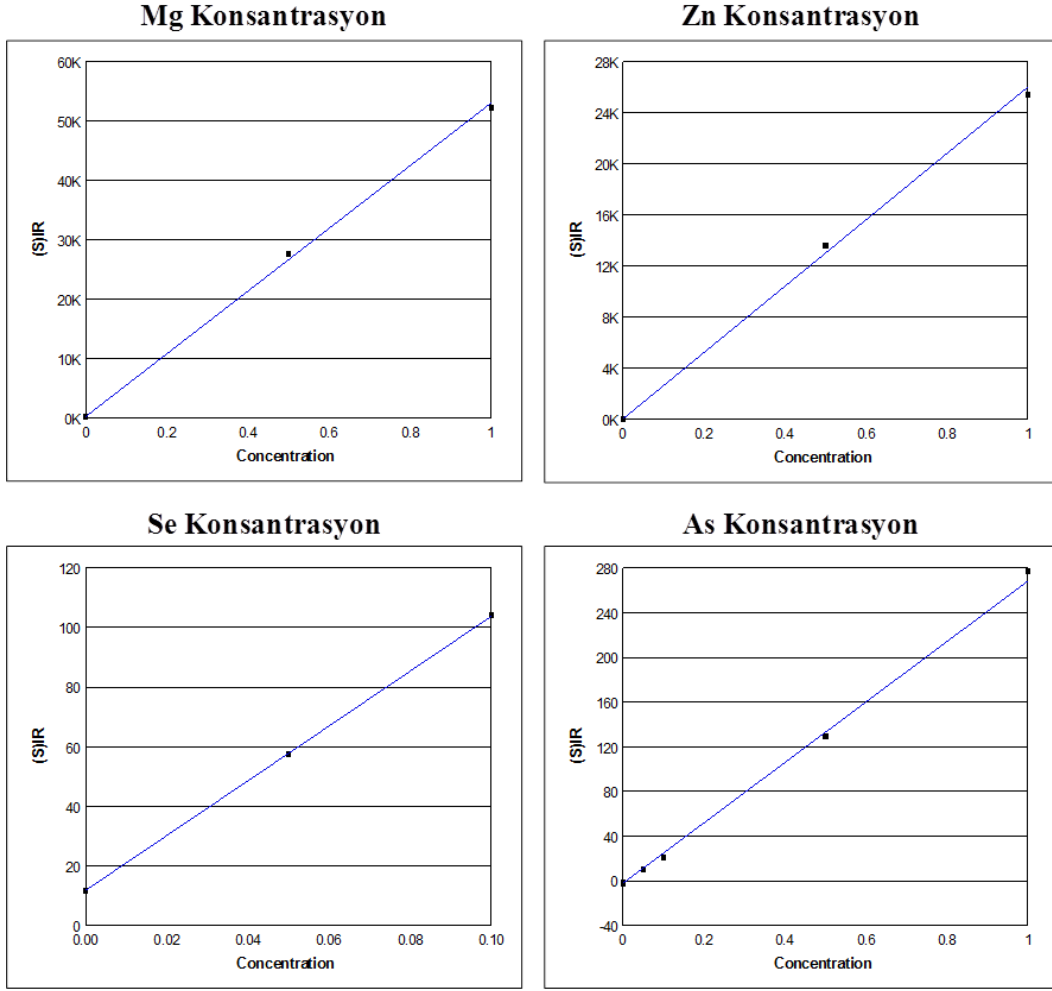 Mg Konsantrasyon
60K
50K
40K
30K
20K
10K
0K
(S)IR
0 0.2 0.4 0.6 0.8 1
Concentration
Zn Konsantrasyon
28K
24K
20K
16K
12K
8K
4K
0K
(S)IR
0 0.2 0.4 0.6 0.8 1
Concentration
Se Konsantrasyon
120
100
80
60
40
20
0
(S)IR
0.00 0.02 0.04 0.06 0.08 0.10
Concentration
As Konsantrasyon
280
240
200
160
120
80
40
0
-40
(S)IR
0 0.2 0.4 0.6 0.8 1
Concentration